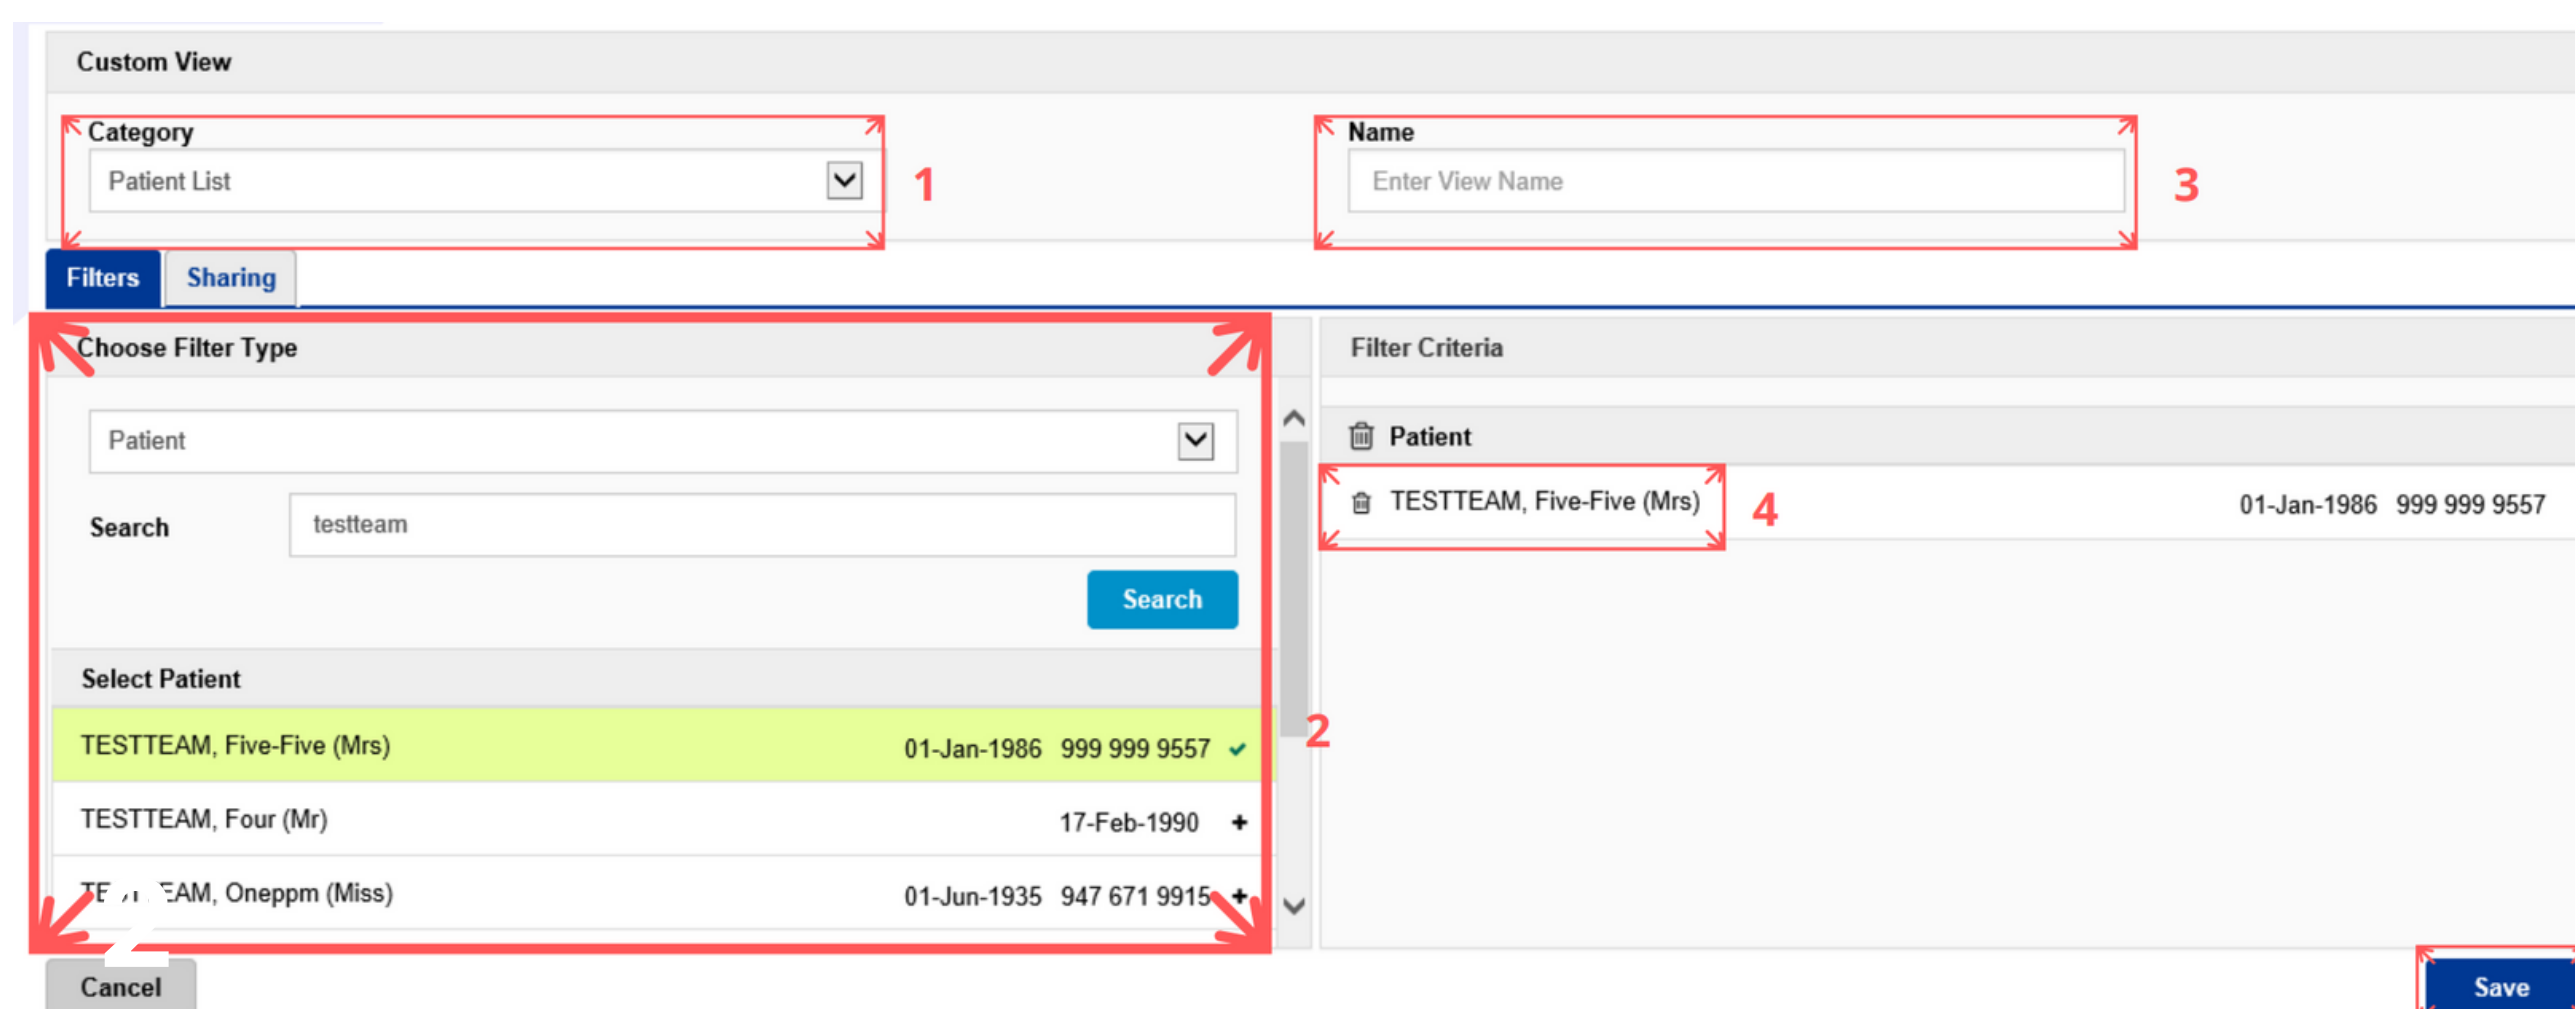 Custom View
Category
Patient List
1
Name
Enter View Name
3
Filters
Sharing
Choose Filter Type
Patient
Search
testteam
Search
Select Patient
TESTTEAM, Five-Five (Mrs) 01-Jan-1986 999 999 9557
TESTTEAM, Four (Mr) 17-Feb-1990
EAM, Oneppm (Miss) 01-Jun-1935 947 671 9915
2
2
Filter Criteria
Patient
TESTTEAM, Five-Five (Mrs) 01-Jan-1986 999 999 9557
4
Cancel
Save